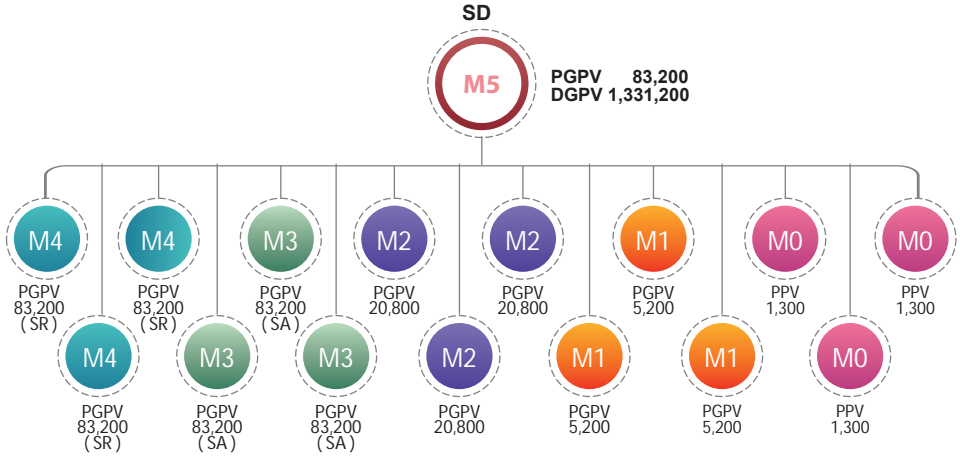 SD
M5
PGPV 83,200
DGPV 1,331,200
M4
PGPV
83,200
( SR )
M4
PGPV
83,200
( SR )
M3
PGPV
83,200
( SA )
M2
PGPV
20,800
M2
PGPV
20,800
M1
PGPV
5,200
M0
PPV
1,300
M0
PPV
1,300
M4
PGPV
83,200
( SR )
M3
PGPV
83,200
( SA )
M3
PGPV
83,200
( SA )
M2
PGPV
20,800
M1
PGPV
5,200
M1
PGPV
5,200
M0
PPV
1,300